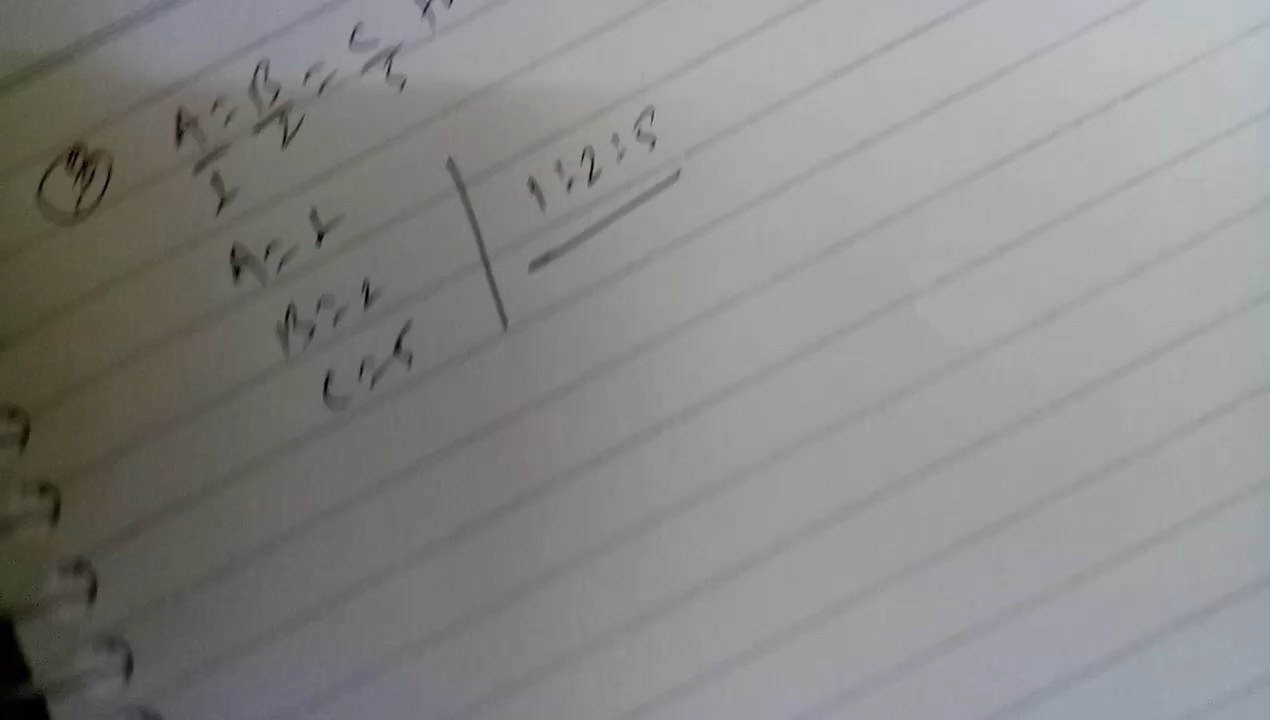 ③ A/1 = B/2 = C/5
A = 1
B = 2
C = 5
1 : 2 : 5